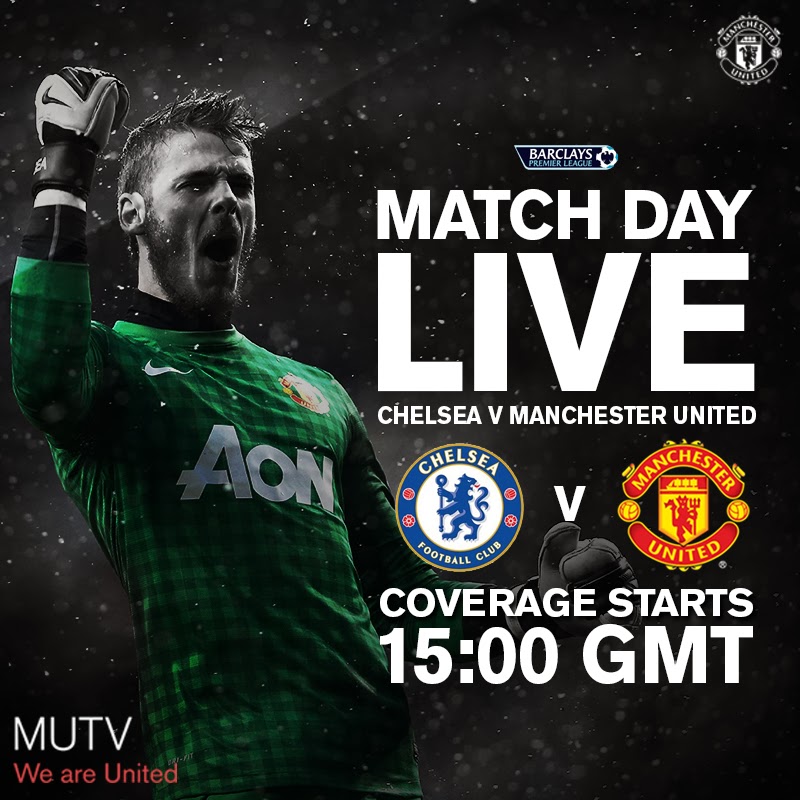 MANCHESTER
UNITED
BARCLAYS
PREMIER LEAGUE
MATCH DAY
LIVE
CHELSEA V MANCHESTER UNITED
CHELSEA
FOOTBALL CLUB
V
MANCHESTER
UNITED
COVERAGE STARTS
15:00 GMT
AON
MUTV
We are United